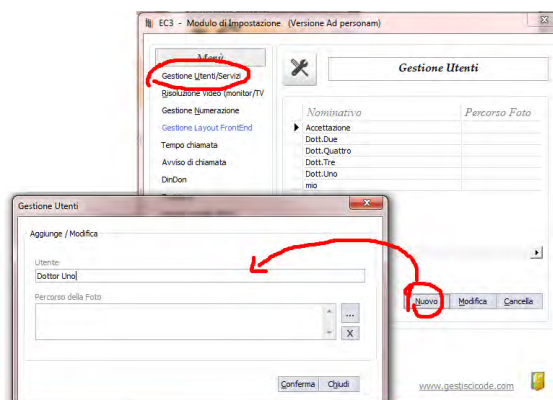 EC3 - Modulo di Impostazione (Versione Ad personam)
Menù
Gestione Utenti/Servizi
Risoluzione Video (monitor/TV
Gestione Numerazione
Gestione Layout FrontEnd
Tempo chiamata
Avviso di chiamata
DinDon
Gestione Utenti
Nominativo Percorso Foto
Accettazione
Dott.Due
Dott.Quattro
Dott.Tre
Dott.Uno
mio
Nuovo Modifica Cancella
www.gestiscicode.com
Gestione Utenti
Aggiunge / Modifica
Utente
Dottor Uno
Percorso della Foto
...
X
Conferma Chiudi